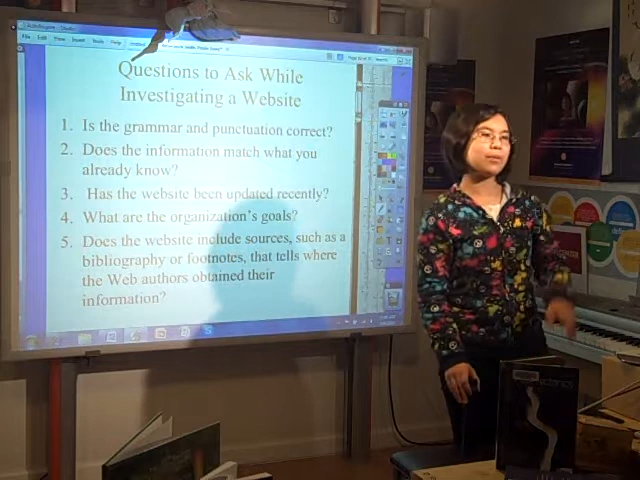 Questions to Ask While
Investigating a Website
1. Is the grammar and punctuation correct?
2. Does the information match what you
already know?
3. Has the website been updated recently?
4. What are the organization's goals?
5. Does the website include sources, such as a
bibliography or footnotes, that tells where
the Web authors obtained their
information?